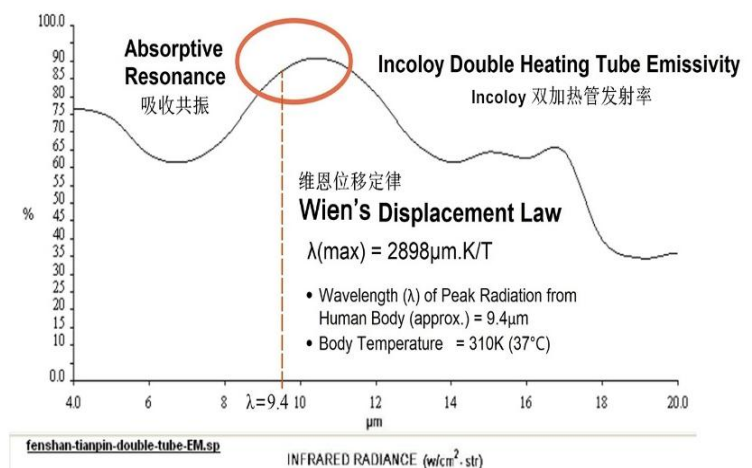 100.0
90
85
80
75
70
65
60
55
50
45
40
35
30
25
20
15
10
0.0
%
Absorptive
Resonance
吸收共振
Incoloy Double Heating Tube Emissivity
Incoloy 双加热管发射率
维恩位移定律
Wien's Displacement Law
λ(max) = 2898μm.K/T
• Wavelength (λ) of Peak Radiation from
Human Body (approx.) = 9.4μm
• Body Temperature = 310K (37°C)
4.0 6 8 λ=9.4 10 12 14 16 18 20.0
μm
fenshan-tianpin-double-tube-EM.sp
INFRARED RADIANCE (w/cm²- str)